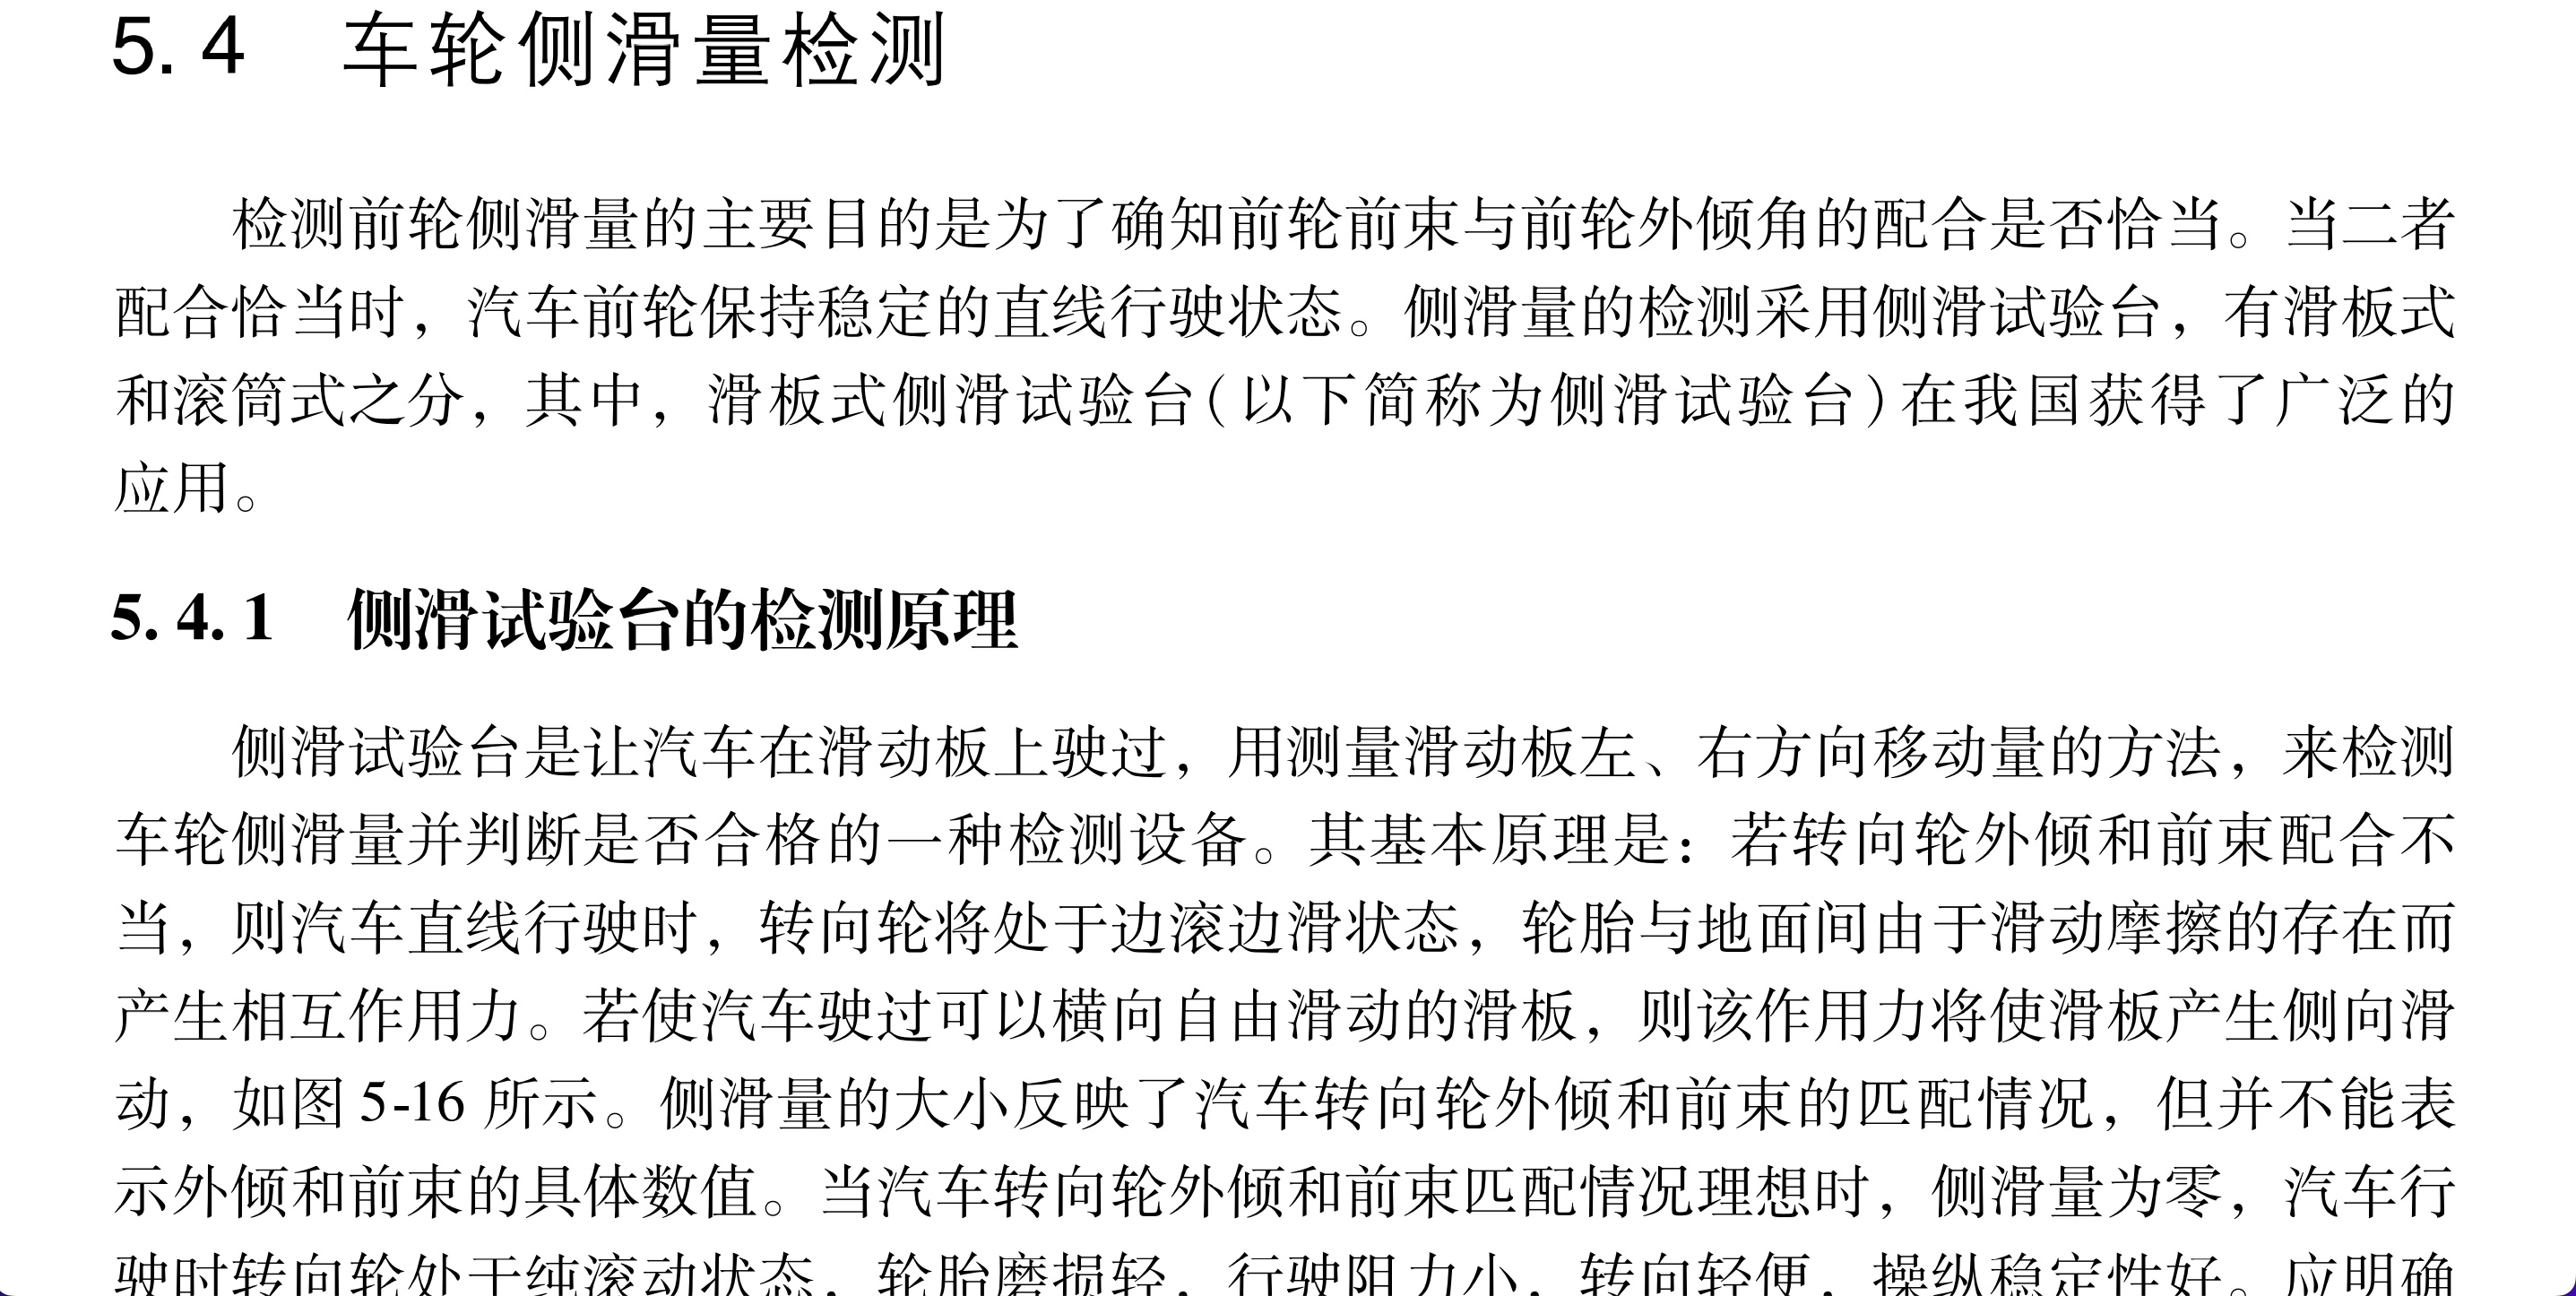 5.4 车轮侧滑量检测
检测前轮侧滑量的主要目的是为了确知前轮前束与前轮外倾角的配合是否恰当。当二者
配合恰当时，汽车前轮保持稳定的直线行驶状态。侧滑量的检测采用侧滑试验台，有滑板式
和滚筒式之分，其中，滑板式侧滑试验台(以下简称为侧滑试验台)在我国获得了广泛的
应用。
5.4.1 侧滑试验台的检测原理
侧滑试验台是让汽车在滑动板上驶过，用测量滑动板左、右方向移动量的方法，来检测
车轮侧滑量并判断是否合格的一种检测设备。其基本原理是：若转向轮外倾和前束配合不
当，则汽车直线行驶时，转向轮将处于边滚边滑状态，轮胎与地面间由于滑动摩擦的存在而
产生相互作用力。若使汽车驶过可以横向自由滑动的滑板，则该作用力将使滑板产生侧向滑
动，如图 5-16 所示。侧滑量的大小反映了汽车转向轮外倾和前束的匹配情况，但并不能表
示外倾和前束的具体数值。当汽车转向轮外倾和前束匹配情况理想时，侧滑量为零，汽车行
驶时转向轮处于纯滚动状态，轮胎磨损轻，行驶阻力小，转向轻便，操纵稳定性好。应明确